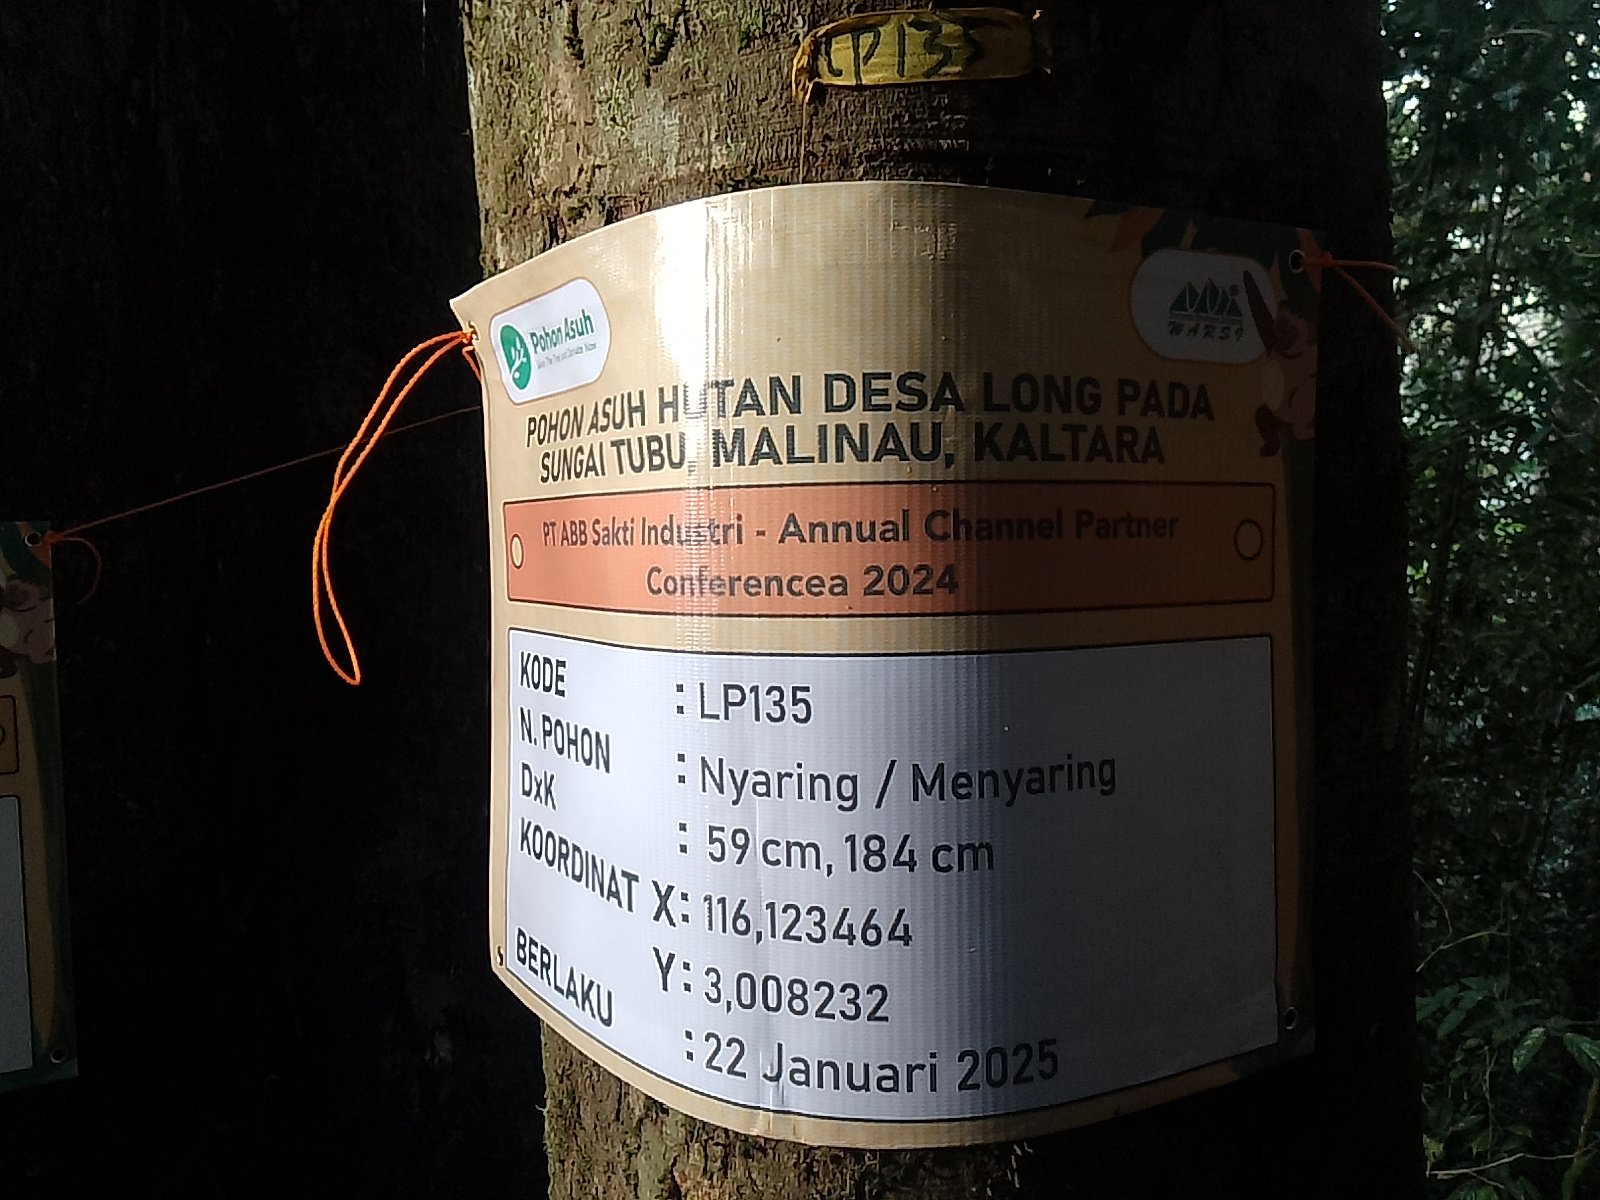 LP135
Pohon Asuh
WARSI
POHON ASUH HUTAN DESA LONG PADA
SUNGAI TUBU, MALINAU, KALTARA
PT ABB Sakti Industri - Annual Channel Partner
Conferencea 2024
KODE : LP135
N. POHON : Nyaring / Menyaring
DxK : 59 cm, 184 cm
KOORDINAT X: 116,123464
Y: 3,008232
BERLAKU : 22 Januari 2025